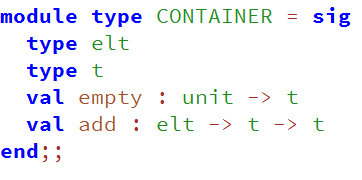 module type CONTAINER = sig
  type elt
  type t
  val empty : unit -> t
  val add : elt -> t -> t
end;;